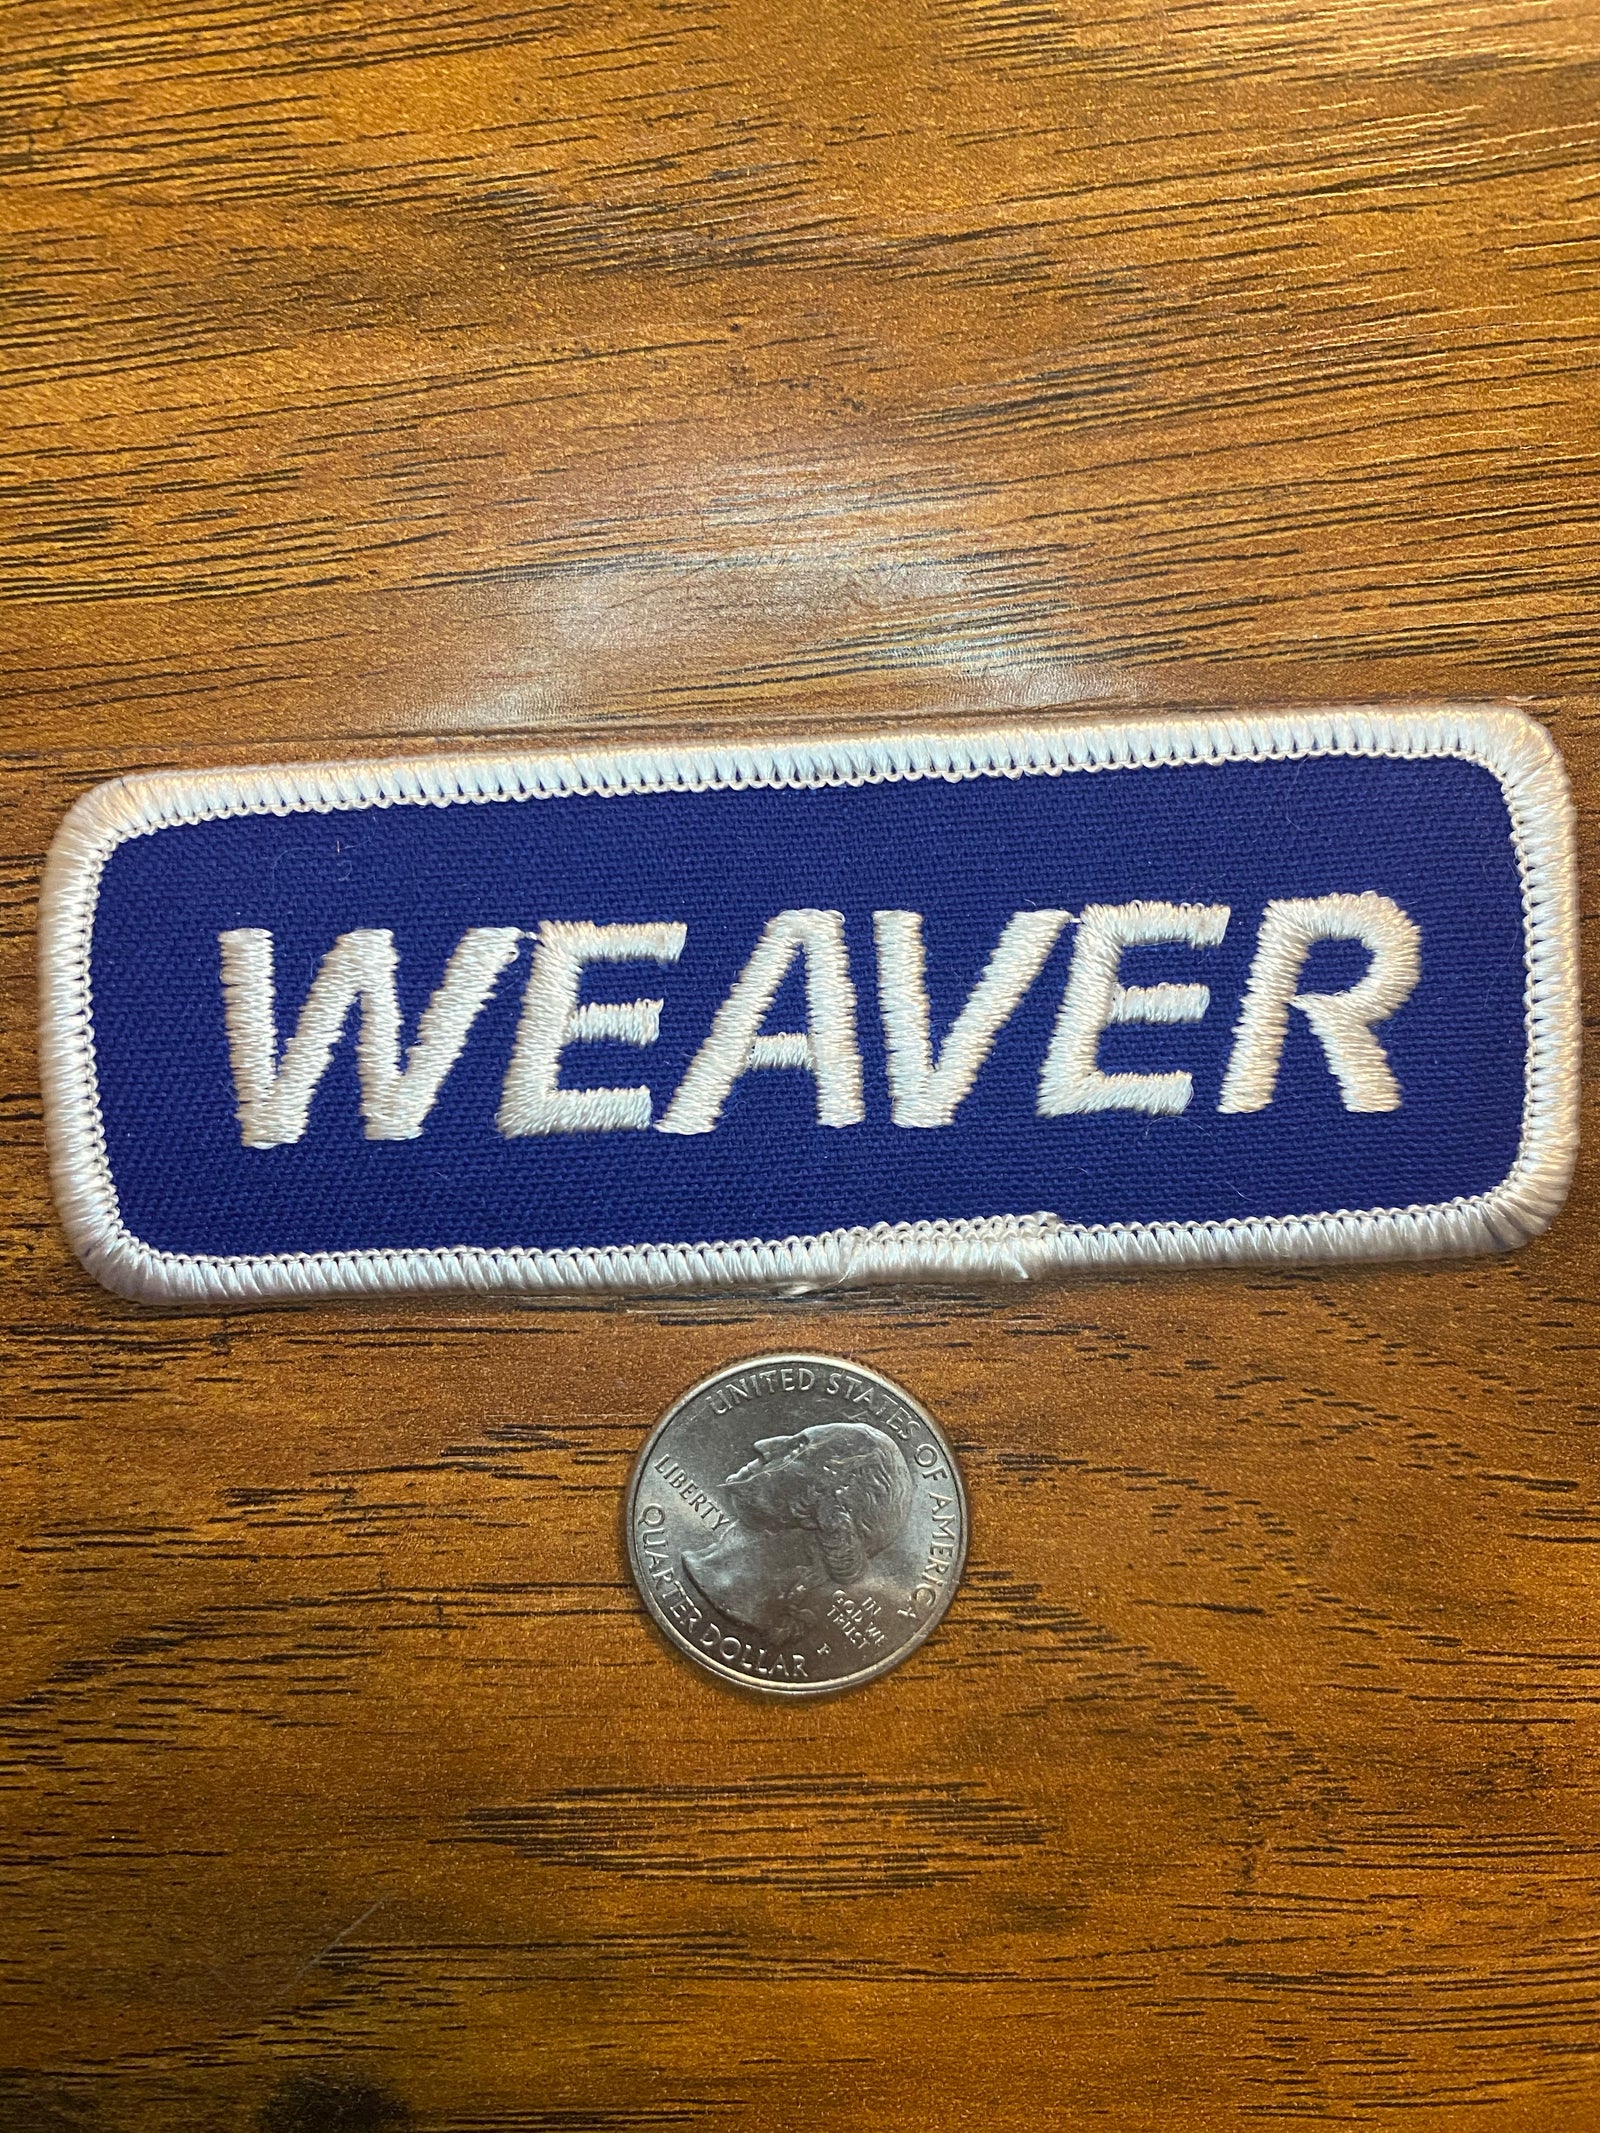 WEAVER
UNITED STATES OF AMERICA
LIBERTY
IN
GOD WE
TRUST
P
QUARTER DOLLAR